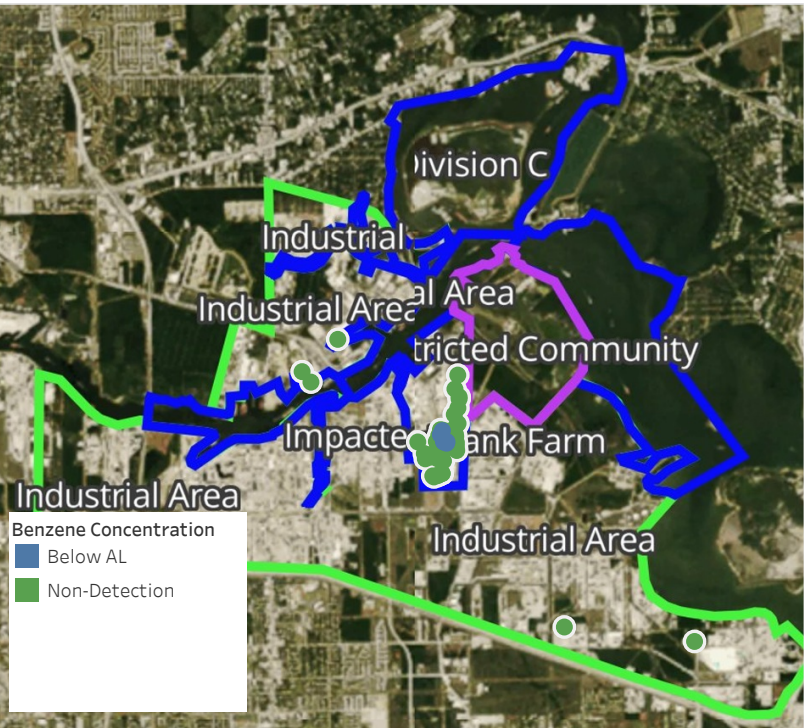 Division C
Industrial
al Area
Industrial Area
tricted Community
Impacte
ank Farm
Industrial Area
Industrial Area
Benzene Concentration
Below AL
Non-Detection